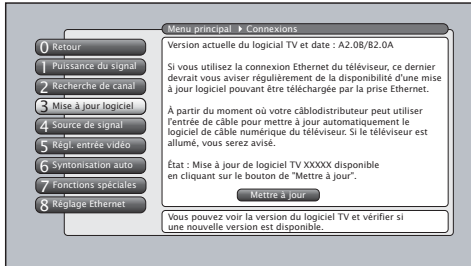 Menu principal ▶ Connexions
0 Retour
1 Puissance du signal
2 Recherche de canal
3 Mise à jour logiciel
4 Source de signal
5 Régl. entrée vidéo
6 Syntonisation auto
7 Fonctions spéciales
8 Réglage Ethernet
Version actuelle du logicial TV et date : A2.0B/B2.0A
Si vous utilisez la connexion Ethernet du téléviseur, ce dernier
devrait vous aviser régulièrement de la disponibilité d'une mise
à jour logiciel pouvant être téléchargée par la prise Ethernet.
À partir du moment où votre câblodistributeur peut utiliser
l'entrée de câble pour mettre à jour automatiquement le
logiciel de câble numérique du téléviseur. Si le téléviseur est
allumé, vous serez avisé.
État : Mise à jour de logiciel TV XXXXX disponible
en cliquant sur le bouton de "Mettre à jour".
Mettre à jour
Vous pouvez voir la version du logiciel TV et vérifier si
une nouvelle version est disponible.